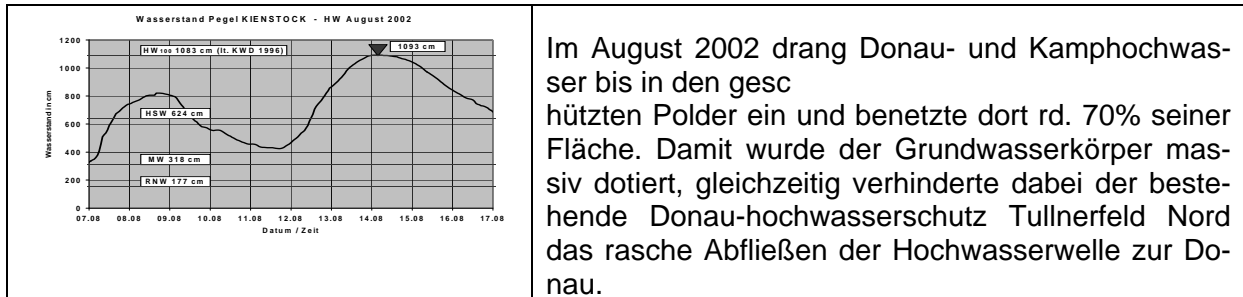 Wasserstand Pegel KIENSTOCK - HW August 2002
1200
1000
800
600
400
200
0
Wasserstand in cm
HW 100 1083 cm (lt. KWD 1996)
1093 cm
HSW 624 cm
MW 318 cm
RNW 177 cm
07.08 08.08 09.08 10.08 11.08 12.08 13.08 14.08 15.08 16.08 17.08
Datum / Zeit
Im August 2002 drang Donau- und Kamphochwas-
ser bis in den gesc
hützten Polder ein und benetzte dort rd. 70% seiner
Fläche. Damit wurde der Grundwasserkörper mas-
siv dotiert, gleichzeitig verhinderte dabei der beste-
hende Donau-hochwasserschutz Tullnerfeld Nord
das rasche Abfließen der Hochwasserwelle zur Do-
nau.